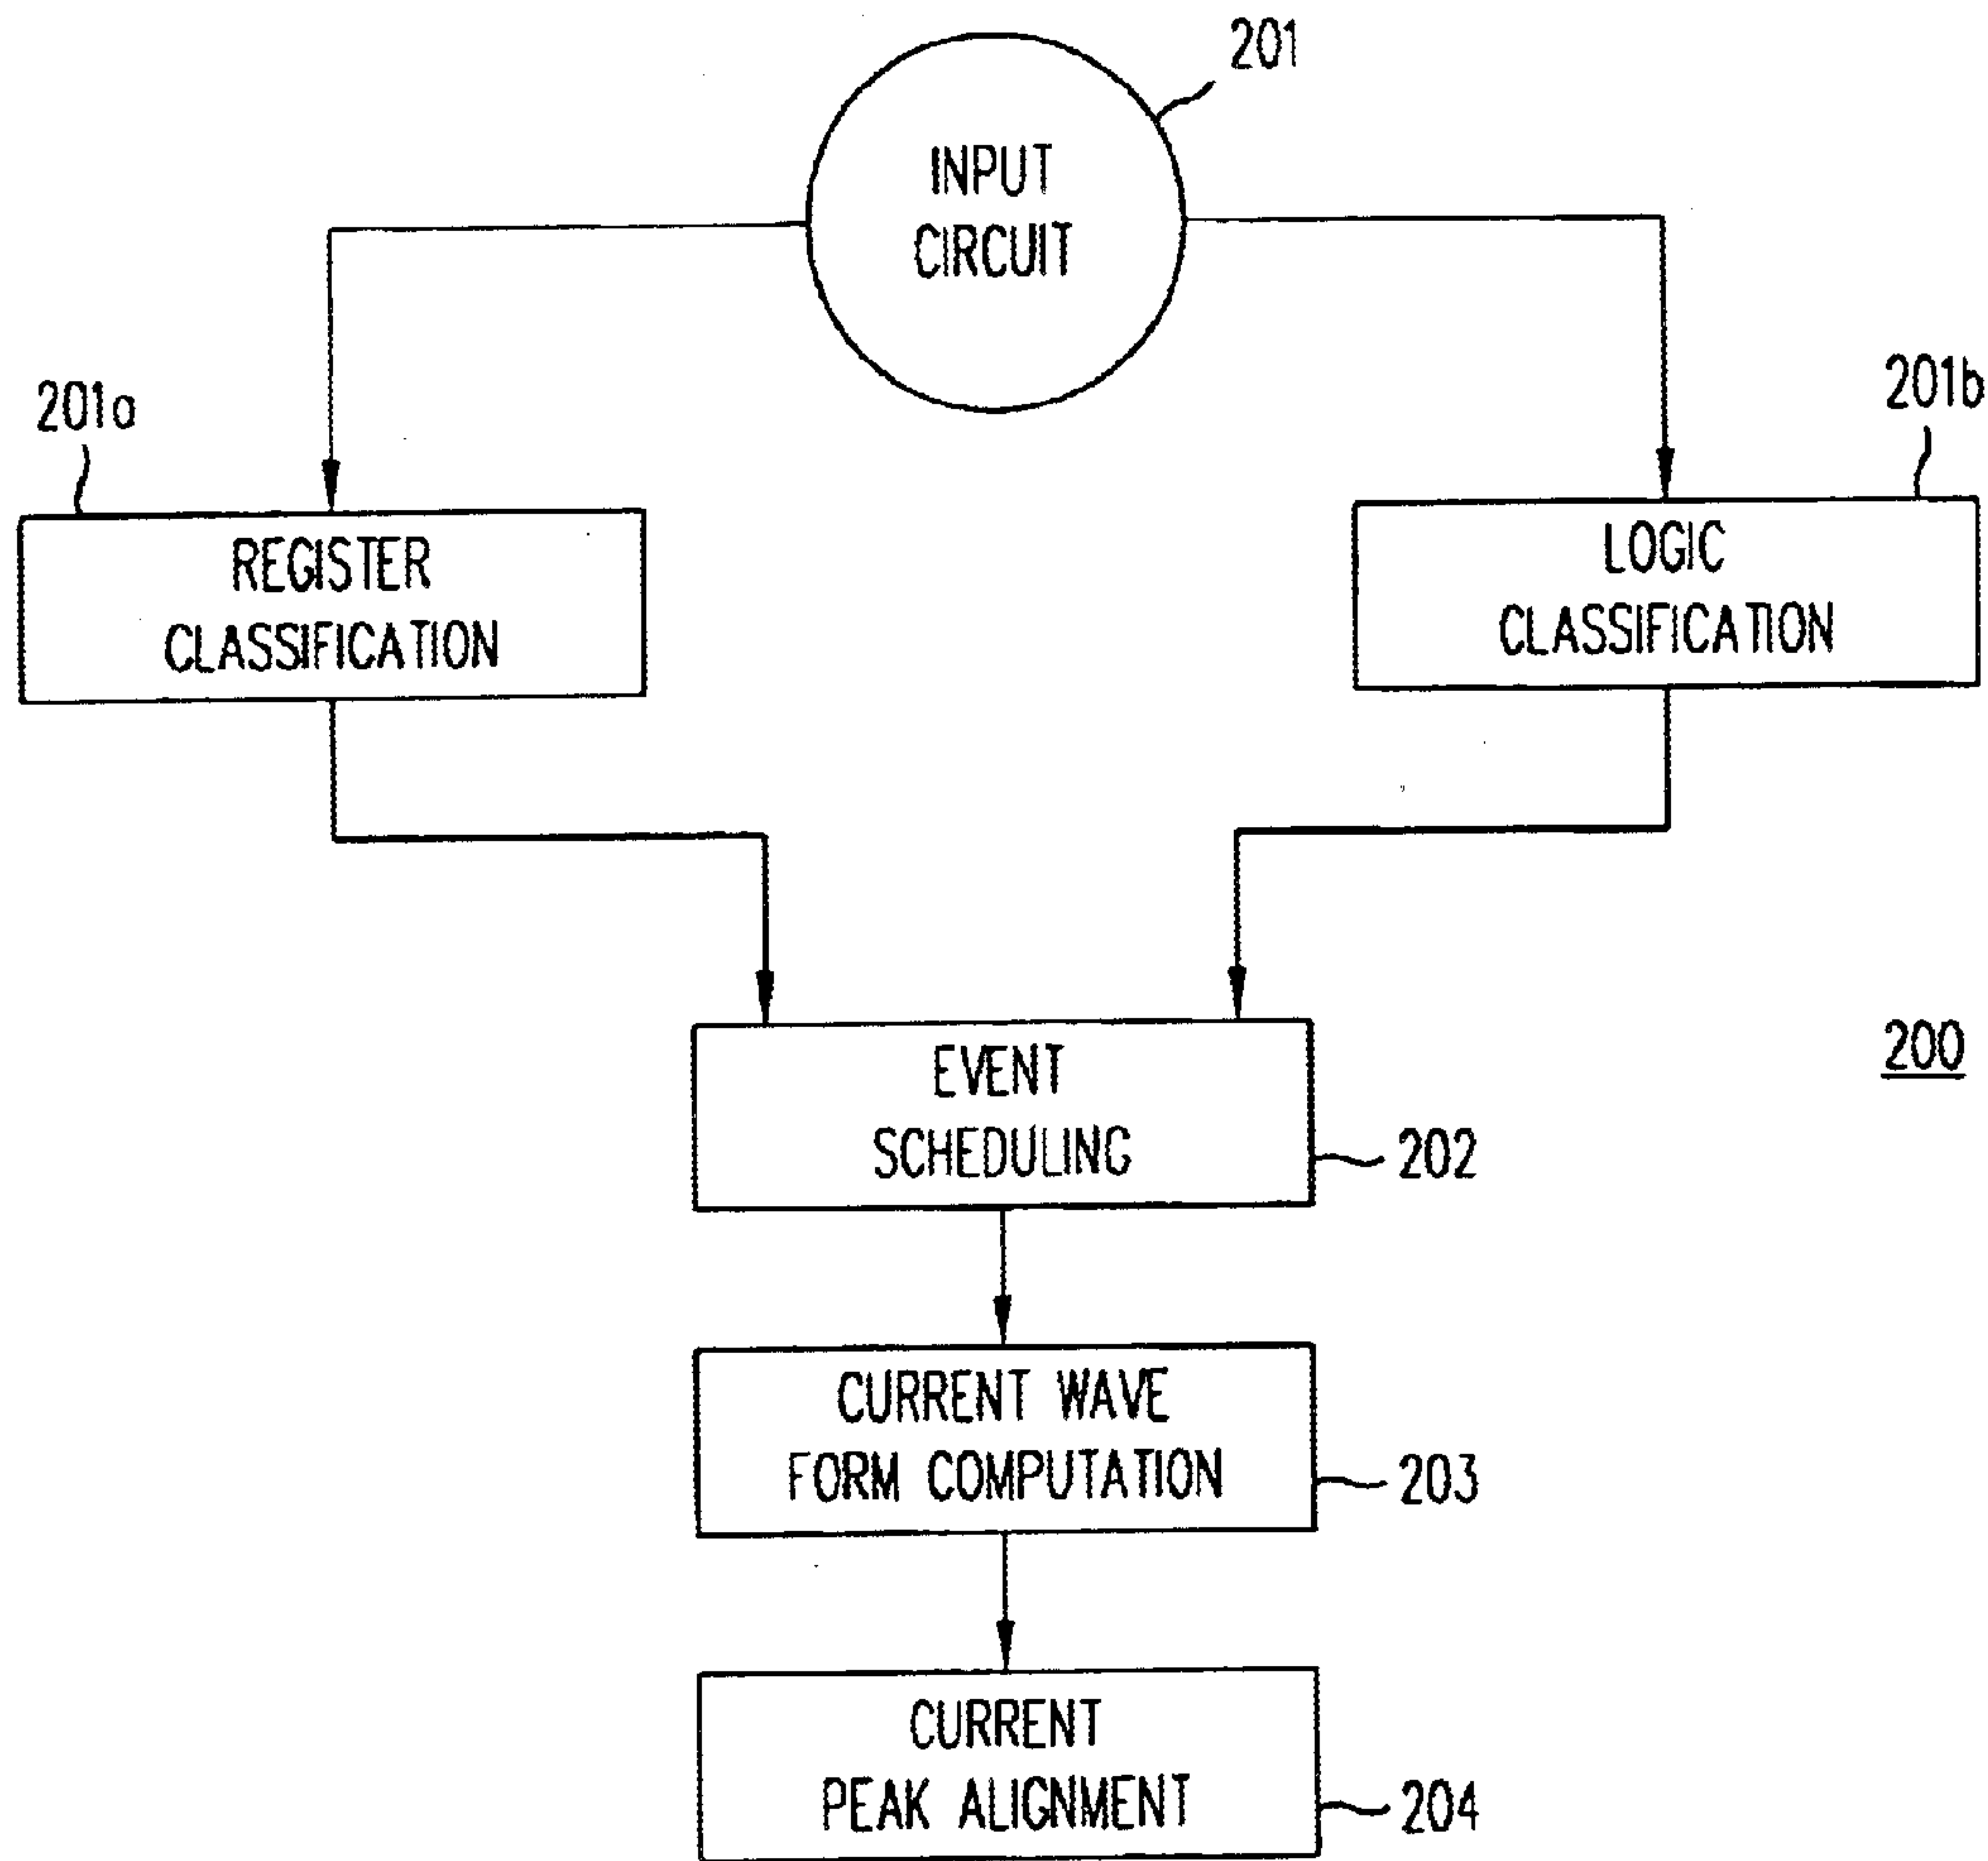 201
INPUT
CIRCUIT
201a
201b
REGISTER
CLASSIFICATION
LOGIC
CLASSIFICATION
EVENT
SCHEDULING
200
202
CURRENT WAVE
FORM COMPUTATION
203
CURRENT
PEAK ALIGNMENT
204